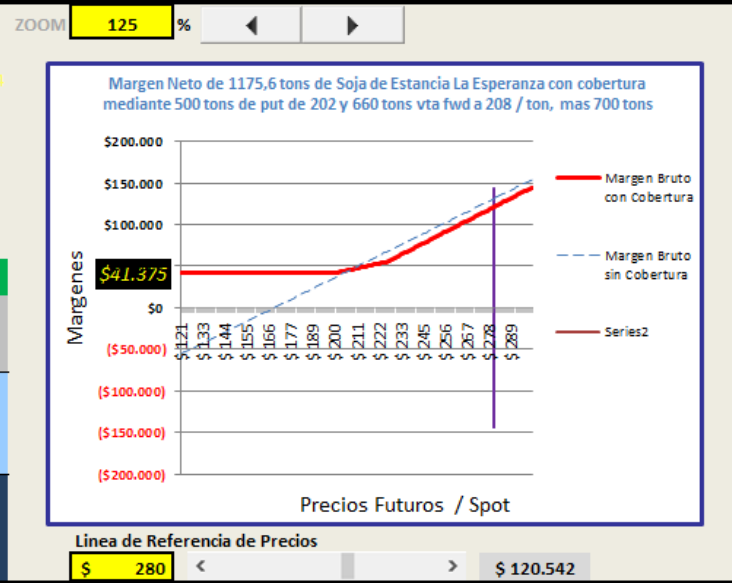 ZOOM 125 %
Margen Neto de 1175,6 tons de Soja de Estancia La Esperanza con cobertura
mediante 500 tons de put de 202 y 660 tons vta fwd a 208 / ton, mas 700 tons
$200.000
$150.000
$100.000
$41.375
$0
($50.000)
($100.000)
($150.000)
($200.000)
Margenes
$121
$133
$144
$155
$166
$177
$189
$200
$211
$222
$233
$245
$256
$267
$278
$289
Precios Futuros / Spot
Margen Bruto
con Cobertura
Margen Bruto
sin Cobertura
Series2
Linea de Referencia de Precios
$ 280
$ 120.542